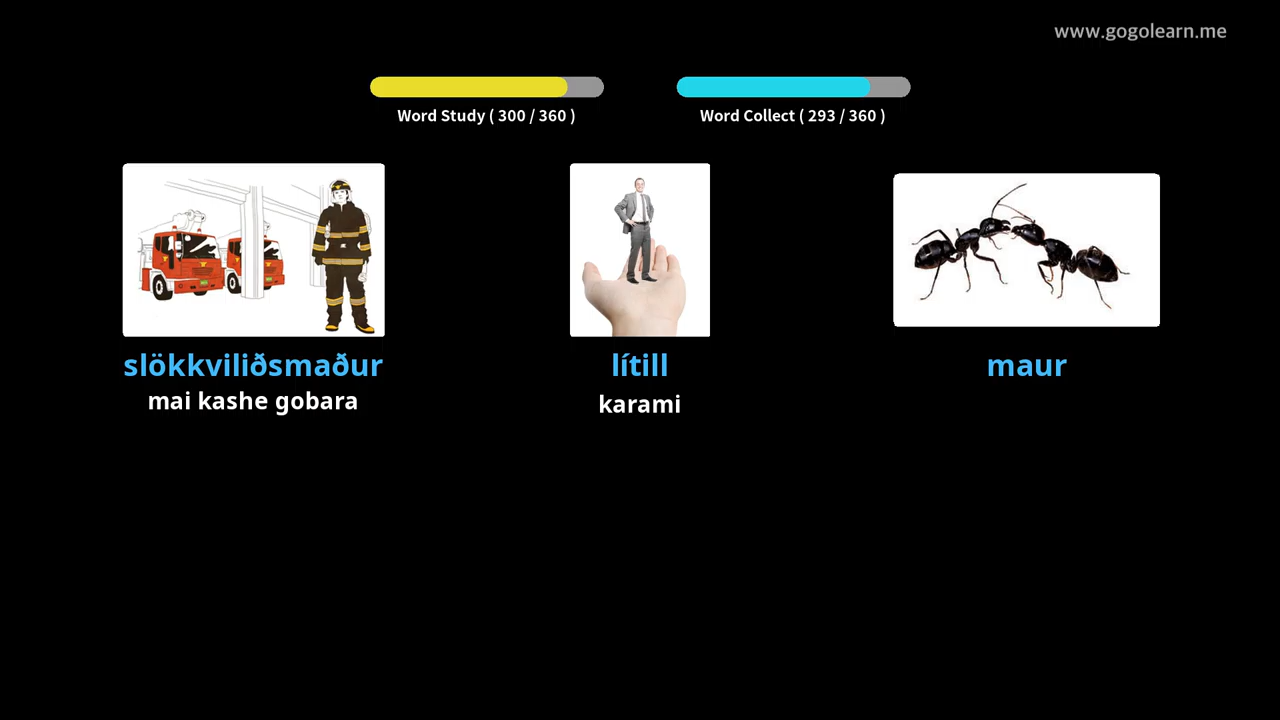 www.gogolearn.me
Word Study ( 300 / 360 )
Word Collect ( 293 / 360 )
slökkviliðsmaður
mai kashe gobara
lítill
karami
maur